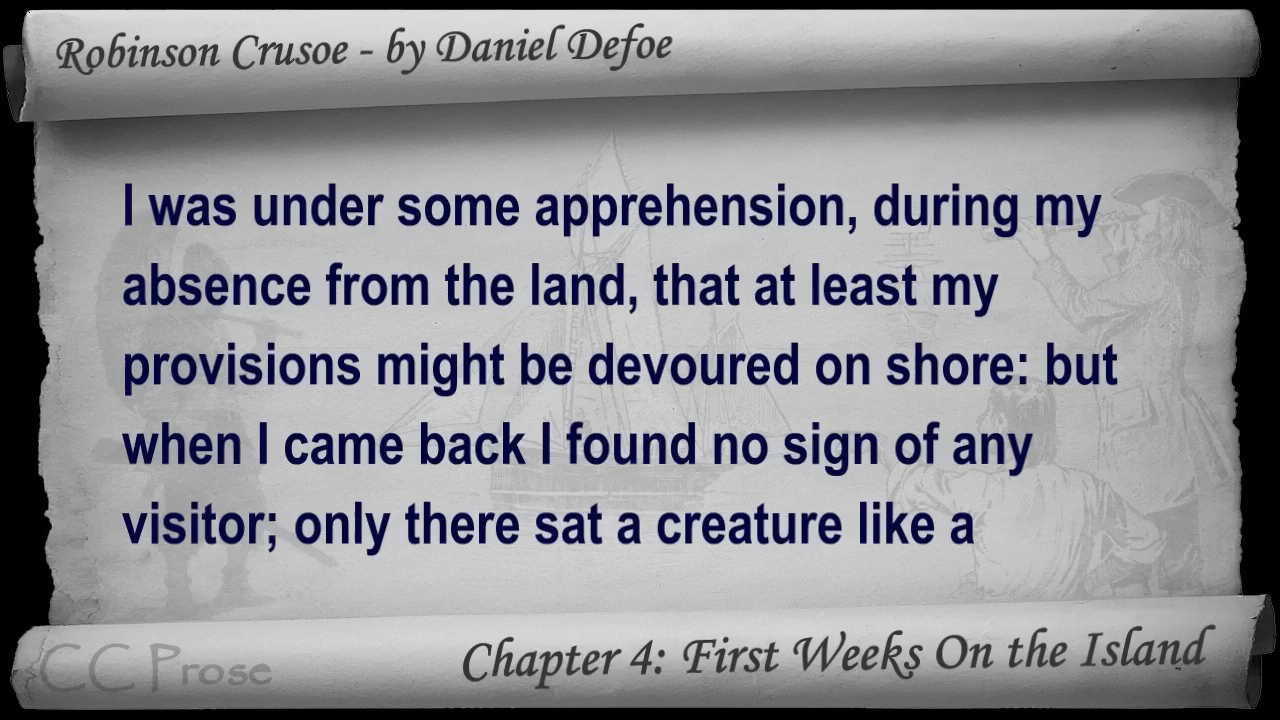 Robinson Crusoe - by Daniel Defoe
I was under some apprehension, during my
absence from the land, that at least my
provisions might be devoured on shore: but
when I came back I found no sign of any
visitor; only there sat a creature like a
CC Prose
Chapter 4: First Weeks On the Island